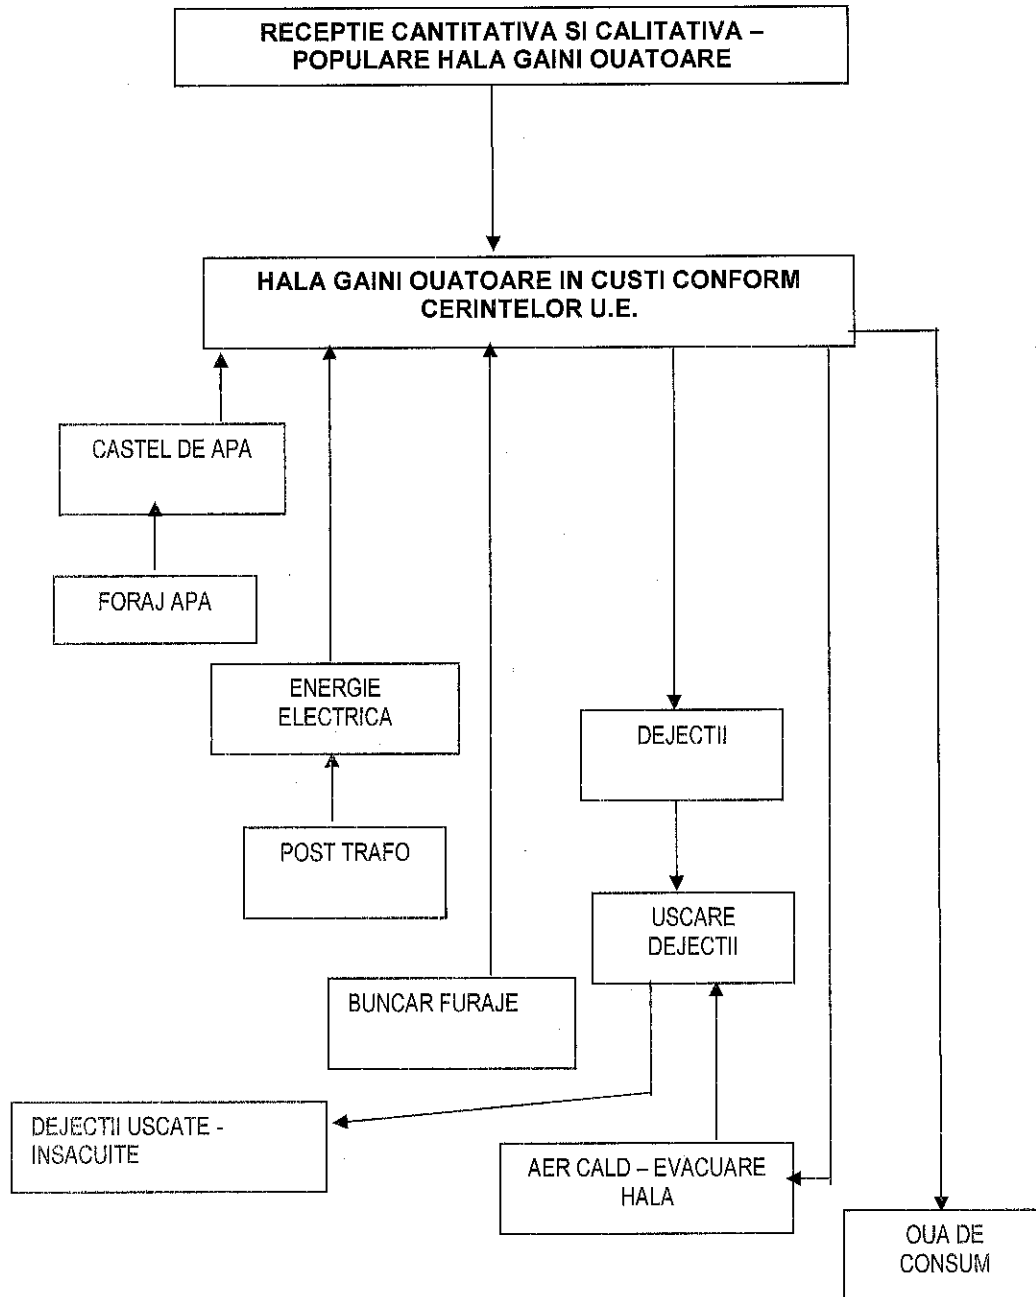 RECEPTIE CANTITATIVA SI CALITATIVA –
POPULARE HALA GAINI OUATOARE
HALA GAINI OUATOARE IN CUSTI CONFORM
CERINTELOR U.E.
CASTEL DE APA
FORAJ APA
ENERGIE
ELECTRICA
DEJECTII
POST TRAFO
USCARE
DEJECTII
BUNCAR FURAJE
DEJECTII USCATE -
INSACUITE
AER CALD – EVACUARE
HALA
OUA DE
CONSUM